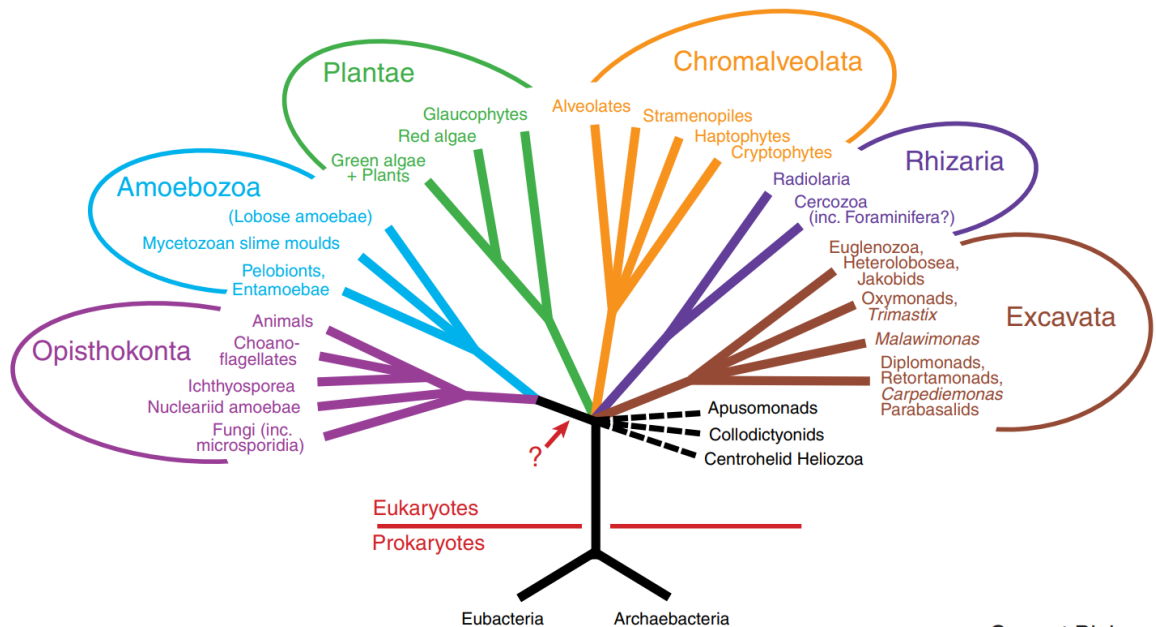 Plantae
Glaucophytes
Red algae
Green algae
+ Plants
Chromalveolata
Alveolates
Stramenopiles
Haptophytes
Cryptophytes
Amoebozoa
(Lobose amoebae)
Mycetozoan slime moulds
Pelobionts,
Entamoebae
Rhizaria
Radiolaria
Cercozoa
(inc. Foraminifera?)
Opisthokonta
Animals
Choano-
flagellates
Ichthyosporea
Nucleariid amoebae
Fungi (inc.
microsporidia)
Excavata
Euglenozoa,
Heterolobosea,
Jakobids
Oxymonads,
Trimastix
Malawimonas
Diplomonads,
Retortamonads,
Carpediemonas
Parabasalids
Apusomonads
Collodictyonids
Centrohelid Heliozoa
?
Eukaryotes
Prokaryotes
Eubacteria
Archaebacteria